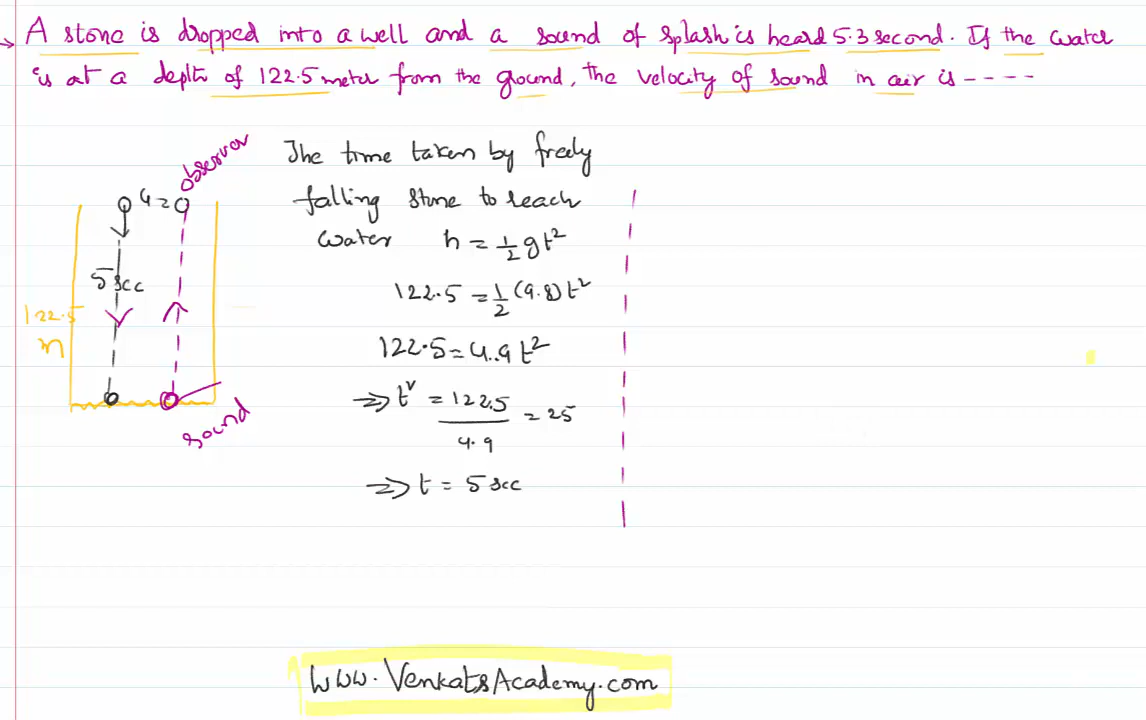 A stone is dropped into a well and a sound of splash is heard 5.3 second. If the water
is at a depth of 122.5 meter from the ground, the velocity of sound in air is ----
observer
u=0
5 sec
122.5
m
sound
The time taken by freely
falling stone to reach
water h = 1/2 gt²
122.5 = 1/2 (9.8) t²
122.5 = 4.9 t²
⇒ t² = 122.5/4.9 = 25
⇒ t = 5 sec
www.VenkatsAcademy.com